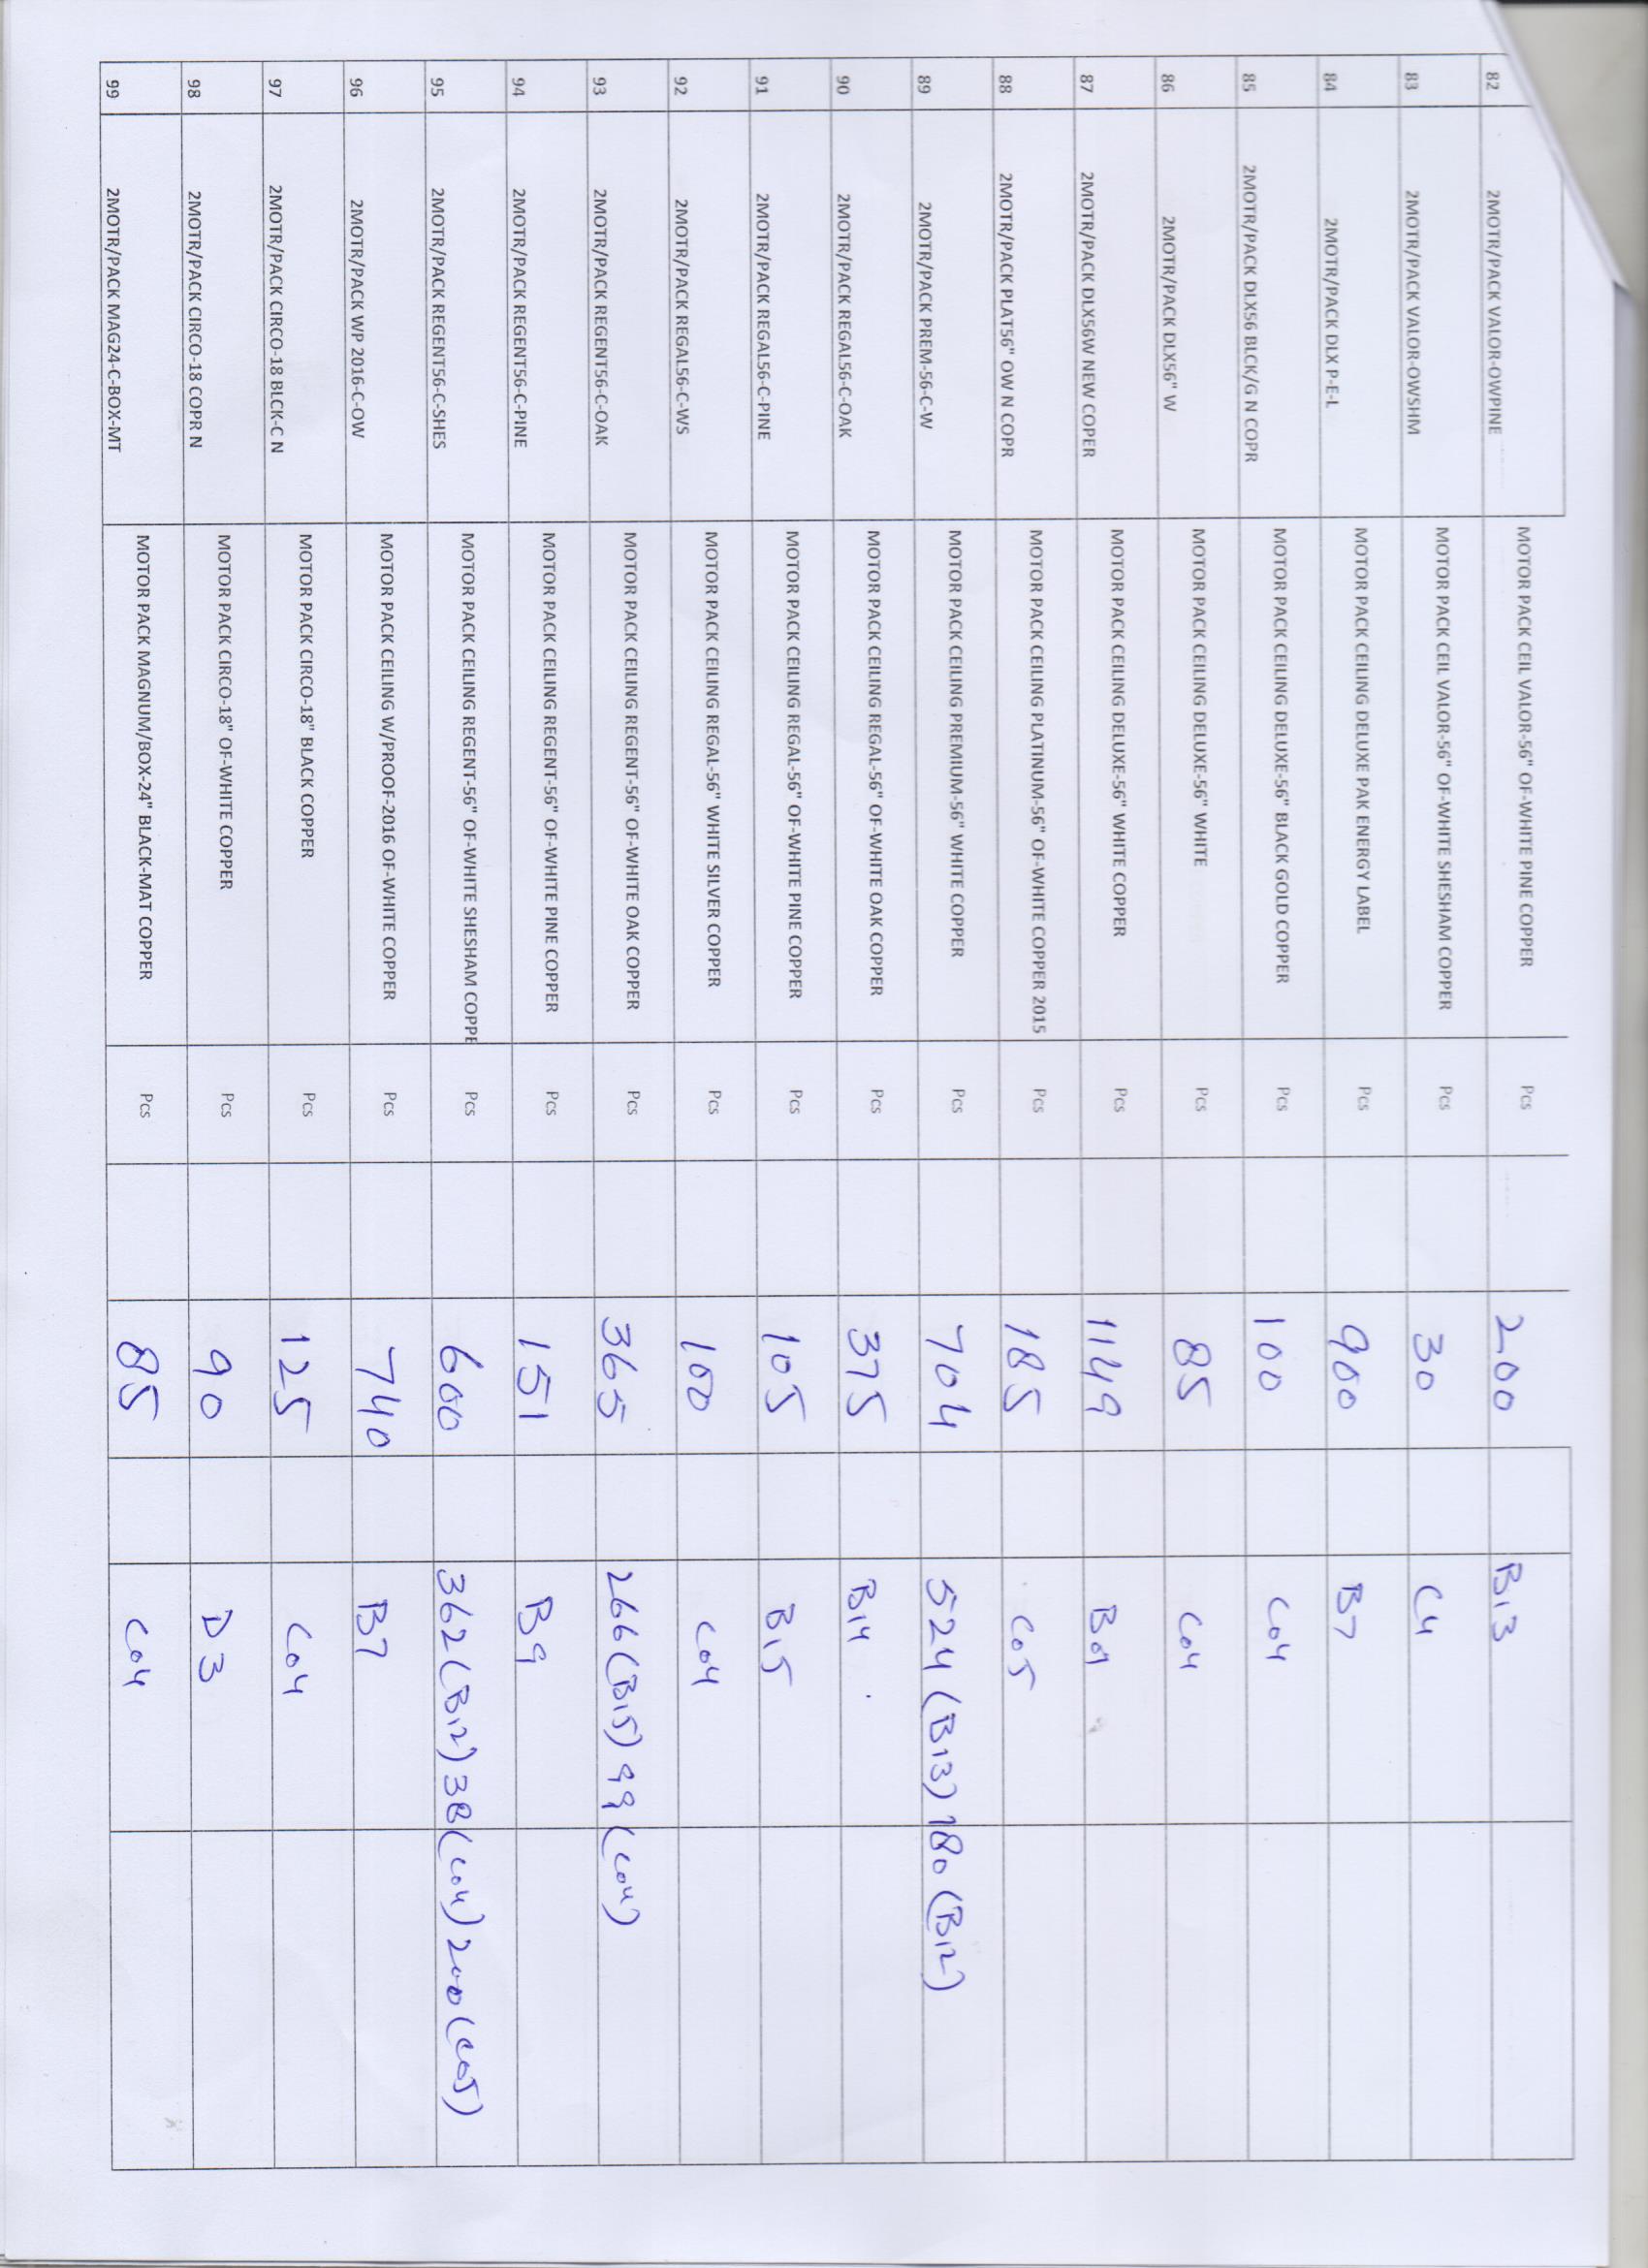 82 2MOTR/PACK VALOR-OWPINE MOTOR PACK CEIL VALOR-56" OF-WHITE PINE COPPER Pcs 200 B13
83 2MOTR/PACK VALOR-OWSHM MOTOR PACK CEIL VALOR-56" OF-WHITE SHESHAM COPPER Pcs 30 C4
84 2MOTR/PACK DLX P-E-L MOTOR PACK CEILING DELUXE PAK ENERGY LABEL Pcs 900 B7
85 2MOTR/PACK DLX56 BLCK/G N COPR MOTOR PACK CEILING DELUXE-56" BLACK GOLD COPPER Pcs 100 C04
86 2MOTR/PACK DLX56" W MOTOR PACK CEILING DELUXE-56" WHITE Pcs 85 C04
87 2MOTR/PACK DLX56W NEW COPER MOTOR PACK CEILING DELUXE-56" WHITE COPPER Pcs 1149
88 2MOTR/PACK PLAT56" OW N COPR MOTOR PACK CEILING PLATINUM-56" OF-WHITE COPPER 2015 Pcs 185 C05
89 2MOTR/PACK PREM-56-C-W MOTOR PACK CEILING PREMIUM-56" WHITE COPPER Pcs 704 524 (B13) 180 (B12)
90 2MOTR/PACK REGAL56-C-OAK MOTOR PACK CEILING REGAL-56" OF-WHITE OAK COPPER Pcs 375 B14
91 2MOTR/PACK REGAL56-C-PINE MOTOR PACK CEILING REGAL-56" OF-WHITE PINE COPPER Pcs 105 B15
92 2MOTR/PACK REGAL56-C-WS MOTOR PACK CEILING REGAL-56" WHITE SILVER COPPER Pcs 100 C04
93 2MOTR/PACK REGENT56-C-OAK MOTOR PACK CEILING REGENT-56" OF-WHITE OAK COPPER Pcs 365 266 (B15) 99 (C04)
94 2MOTR/PACK REGENT56-C-PINE MOTOR PACK CEILING REGENT-56" OF-WHITE PINE COPPER Pcs 151 B9
95 2MOTR/PACK REGENT56-C-SHES MOTOR PACK CEILING REGENT-56" OF-WHITE SHESHAM COPPE Pcs 600 362 (B12) 38 (C04) 200 (C05)
96 2MOTR/PACK WP 2016-C-OW MOTOR PACK CEILING W/PROOF-2016 OF-WHITE COPPER Pcs 740 B7
97 2MOTR/PACK CIRCO-18 BLCK-C N MOTOR PACK CIRCO-18" BLACK COPPER Pcs 125 C04
98 2MOTR/PACK CIRCO-18 COPR N MOTOR PACK CIRCO-18" OF-WHITE COPPER Pcs 90 D3
99 2MOTR/PACK MAG24-C-BOX-MT MOTOR PACK MAGNUM/BOX-24" BLACK-MAT COPPER Pcs 85 C04